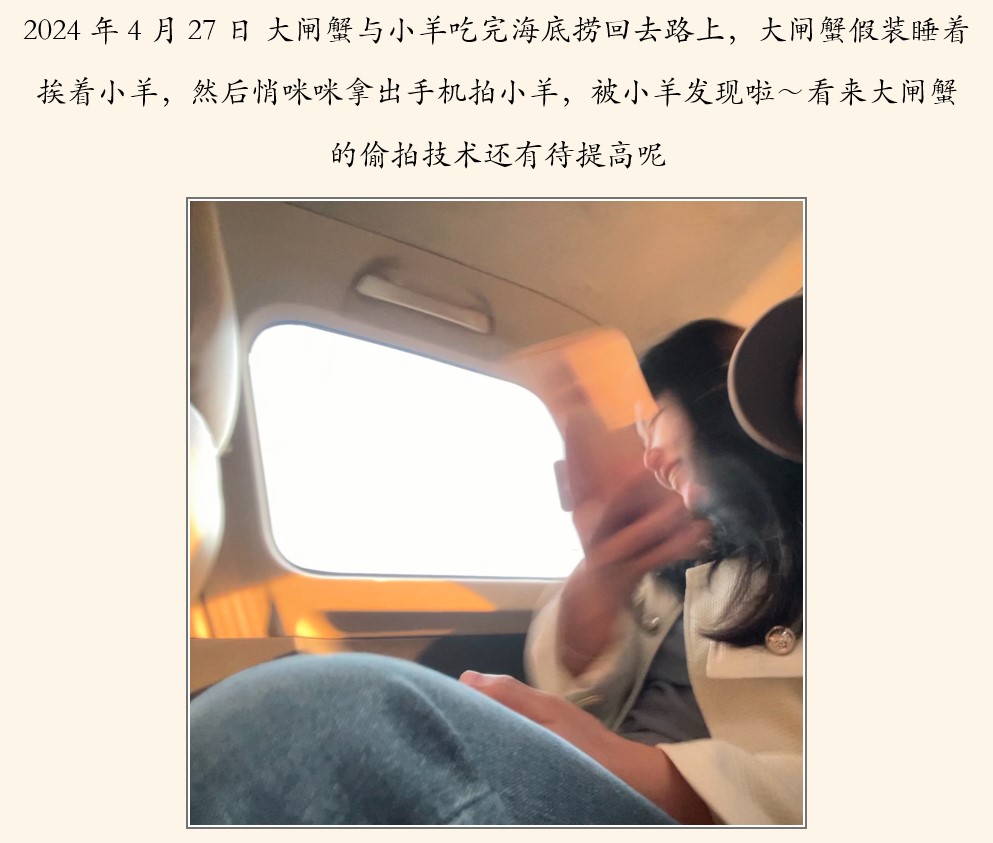 2024 年 4 月 27 日 大闸蟹与小羊吃完海底捞回去路上，大闸蟹假装睡着
挨着小羊，然后悄咪咪拿出手机拍小羊，被小羊发现啦～看来大闸蟹
的偷拍技术还有待提高呢